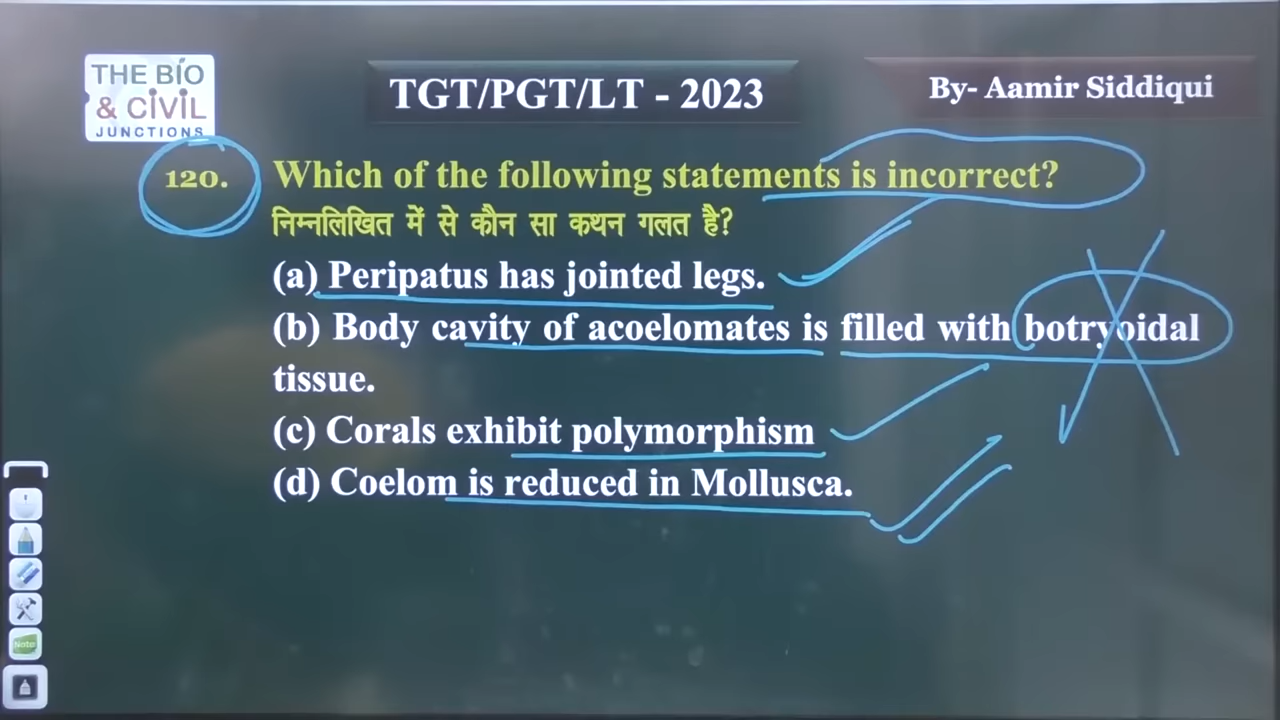 THE BIO
& CIVIL
JUNCTIONS
TGT/PGT/LT - 2023
By- Aamir Siddiqui
120. Which of the following statements is incorrect?
निम्नलिखित में से कौन सा कथन गलत है?
(a) Peripatus has jointed legs.
(b) Body cavity of acoelomates is filled with botryoidal
tissue.
(c) Corals exhibit polymorphism
(d) Coelom is reduced in Mollusca.
Note